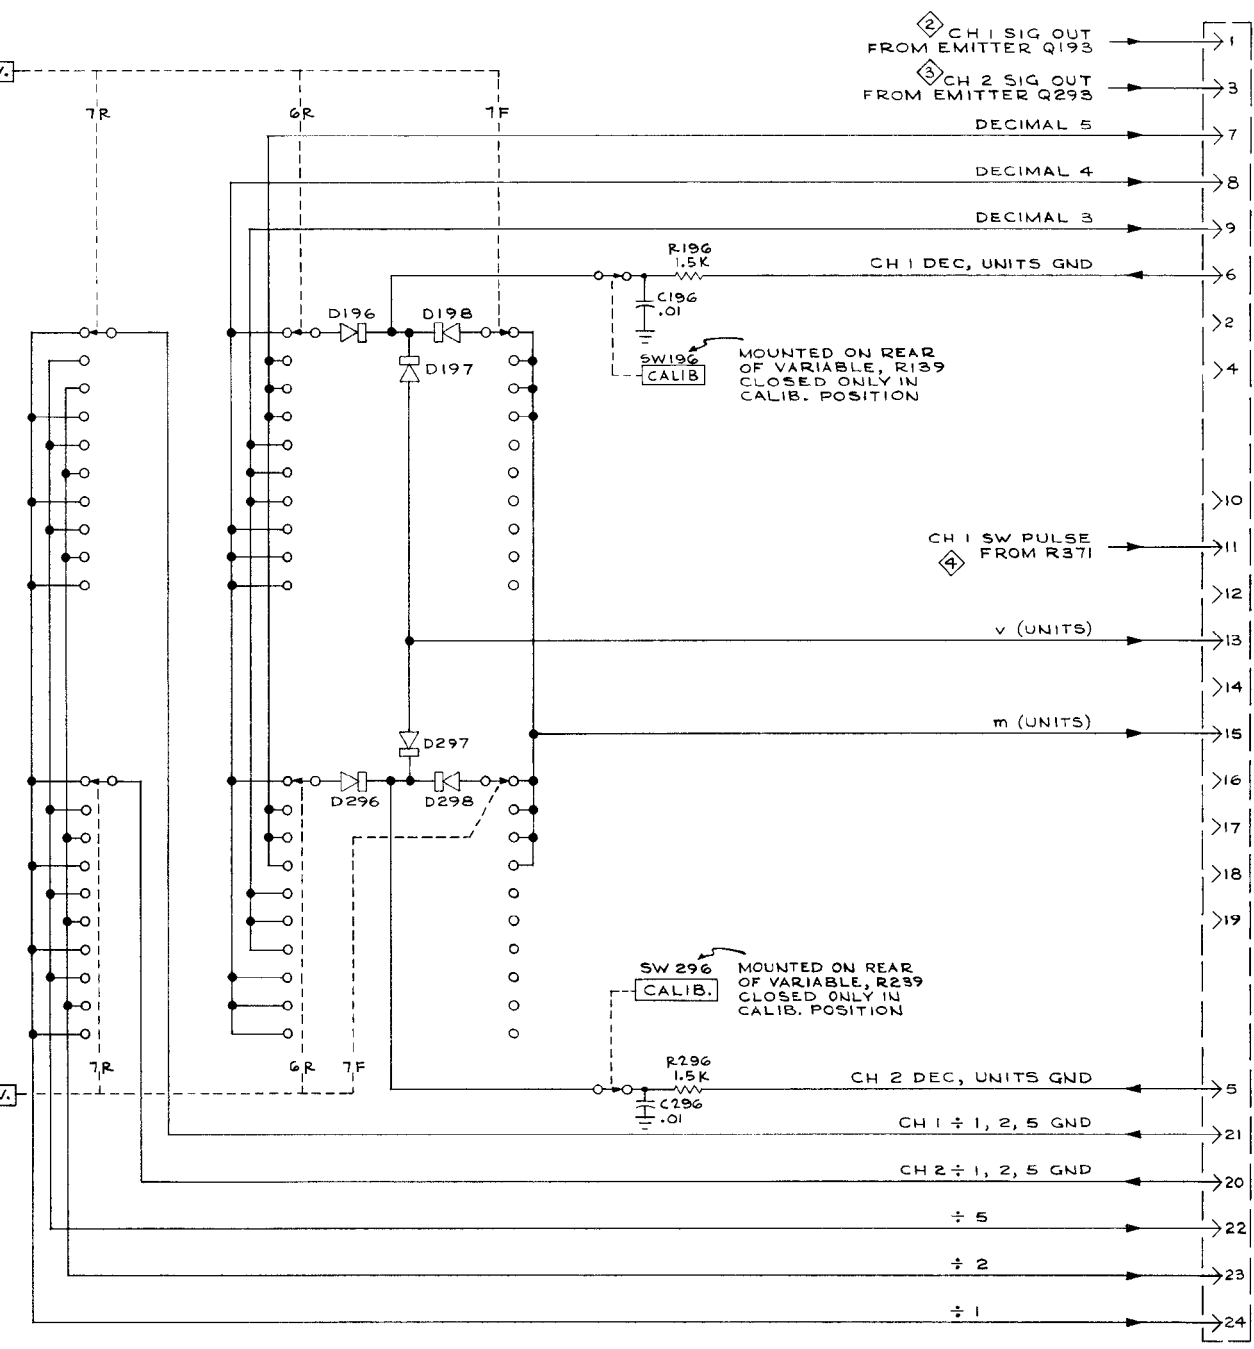 2 CH 1 SIG OUT
FROM EMITTER Q193
1
3 CH 2 SIG OUT
FROM EMITTER Q293
3
7R
6R
7F
DECIMAL 5
7
DECIMAL 4
8
DECIMAL 3
9
R196
1.5K
CH 1 DEC, UNITS GND
6
C196
.01
D196
D198
D197
2
SW196
CALIB
MOUNTED ON REAR
OF VARIABLE, R139
CLOSED ONLY IN
CALIB. POSITION
4
10
CH 1 SW PULSE
FROM R371
4
11
12
v (UNITS)
13
14
m (UNITS)
15
D297
D296
D298
16
17
18
19
SW 296
CALIB.
MOUNTED ON REAR
OF VARIABLE, R239
CLOSED ONLY IN
CALIB. POSITION
7R
6R
7F
R296
1.5K
CH 2 DEC, UNITS GND
5
C296
.01
CH 1 ÷ 1, 2, 5 GND
21
CH 2 ÷ 1, 2, 5 GND
20
÷ 5
22
÷ 2
23
÷ 1
24